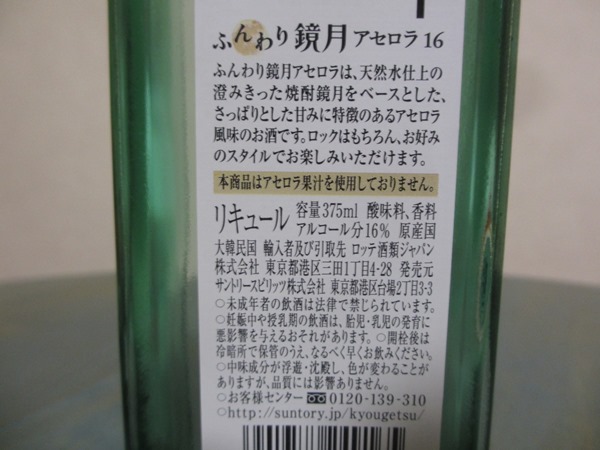 ふんわり鏡月 アセロラ 16
ふんわり鏡月アセロラは、天然水仕上の
澄みきった焼酎鏡月をベースとした、
さっぱりとした甘みに特徴のあるアセロラ
風味のお酒です。ロックはもちろん、お好み
のスタイルでお楽しみいただけます。
本商品はアセロラ果汁を使用しておりません。
リキュール 容量375ml 酸味料、香料
アルコール分16% 原産国
大韓民国 輸入者及び引取先 ロッテ酒類ジャパン
株式会社 東京都港区三田1丁目4-28 発売元
サントリースピリッツ株式会社 東京都港区台場2丁目3-3
○未成年者の飲酒は法律で禁じられています。
○妊娠中や授乳期の飲酒は、胎児・乳児の発育に
悪影響を与えるおそれがあります。○開栓後は
冷暗所で保管のうえ、なるべく早くお飲みください。
○中味成分が浮遊・沈殿し、色が変わることが
ありますが、品質には影響ありません。
○お客様センター 0120-139-310
○http://suntory.jp/kyougetsu/